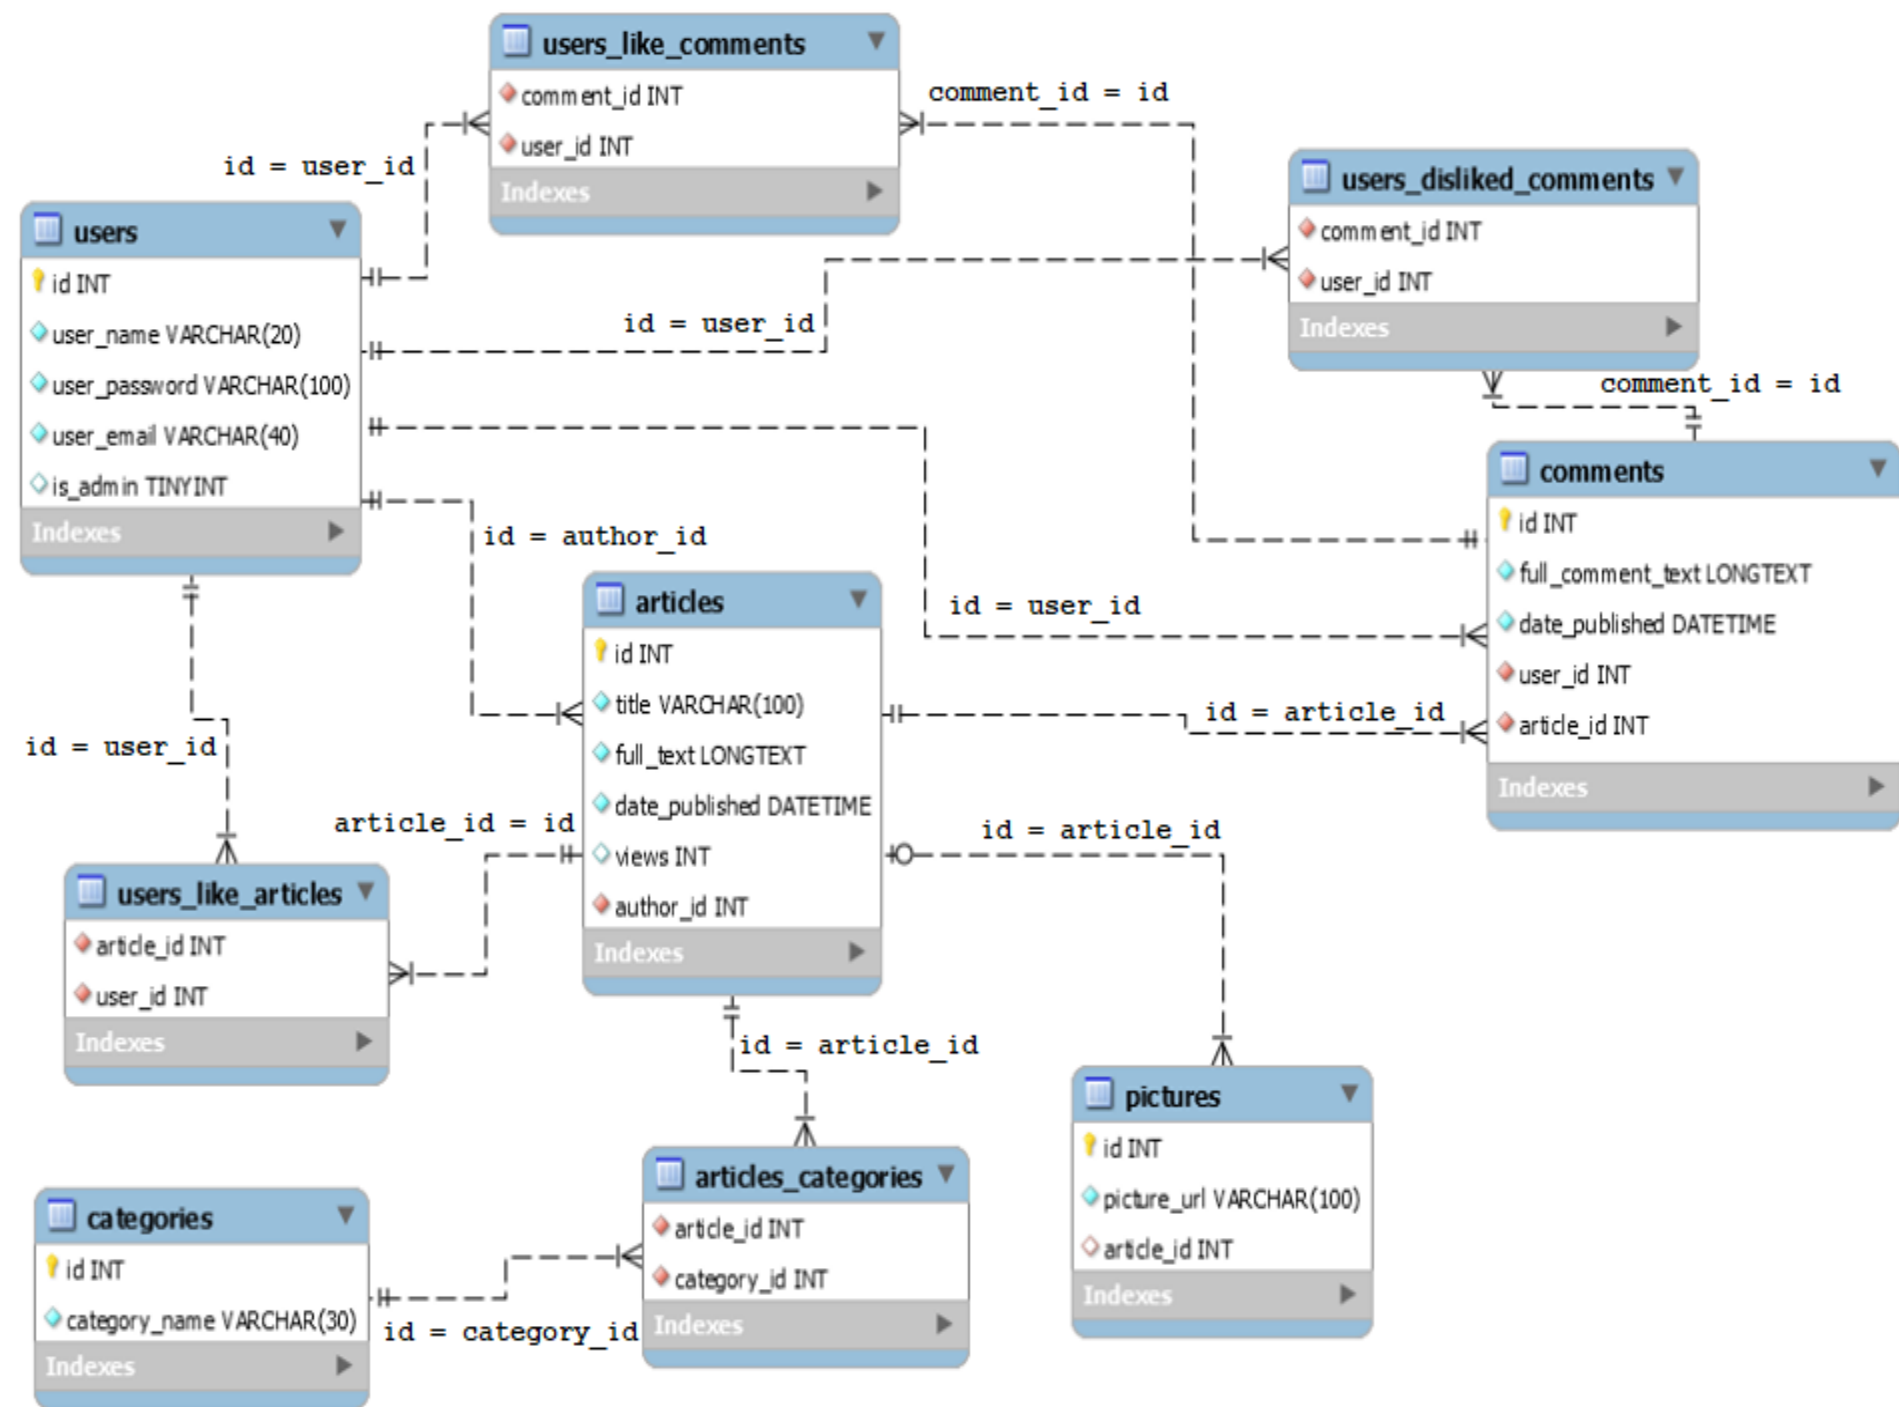 users_like_comments
comment_id INT
user_id INT
Indexes
comment_id = id
id = user_id
users_disliked_comments
comment_id INT
user_id INT
Indexes
comment_id = id
users
id INT
user_name VARCHAR(20)
user_password VARCHAR(100)
user_email VARCHAR(40)
is_admin TINYINT
Indexes
id = user_id
id = author_id
comments
id INT
full_comment_text LONGTEXT
date_published DATETIME
user_id INT
article_id INT
Indexes
id = user_id
id = article_id
articles
id INT
title VARCHAR(100)
full_text LONGTEXT
date_published DATETIME
views INT
author_id INT
Indexes
id = user_id
article_id = id
id = article_id
users_like_articles
article_id INT
user_id INT
Indexes
id = article_id
pictures
id INT
picture_url VARCHAR(100)
article_id INT
Indexes
articles_categories
article_id INT
category_id INT
Indexes
categories
id INT
category_name VARCHAR(30)
Indexes
id = category_id